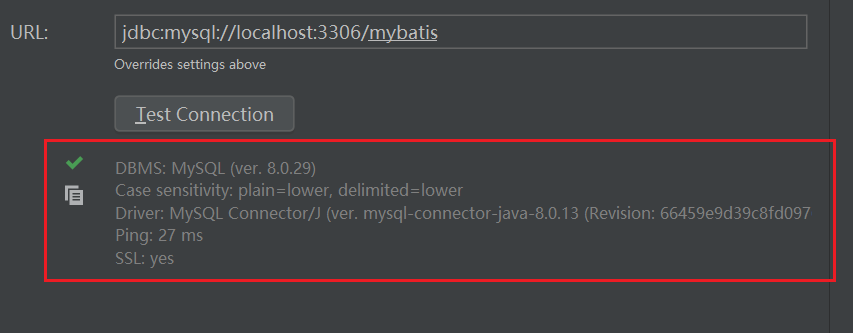 URL: jdbc:mysql://localhost:3306/mybatis
Overrides settings above
Test Connection
DBMS: MySQL (ver. 8.0.29)
Case sensitivity: plain=lower, delimited=lower
Driver: MySQL Connector/J (ver. mysql-connector-java-8.0.13 (Revision: 66459e9d39c8fd097
Ping: 27 ms
SSL: yes